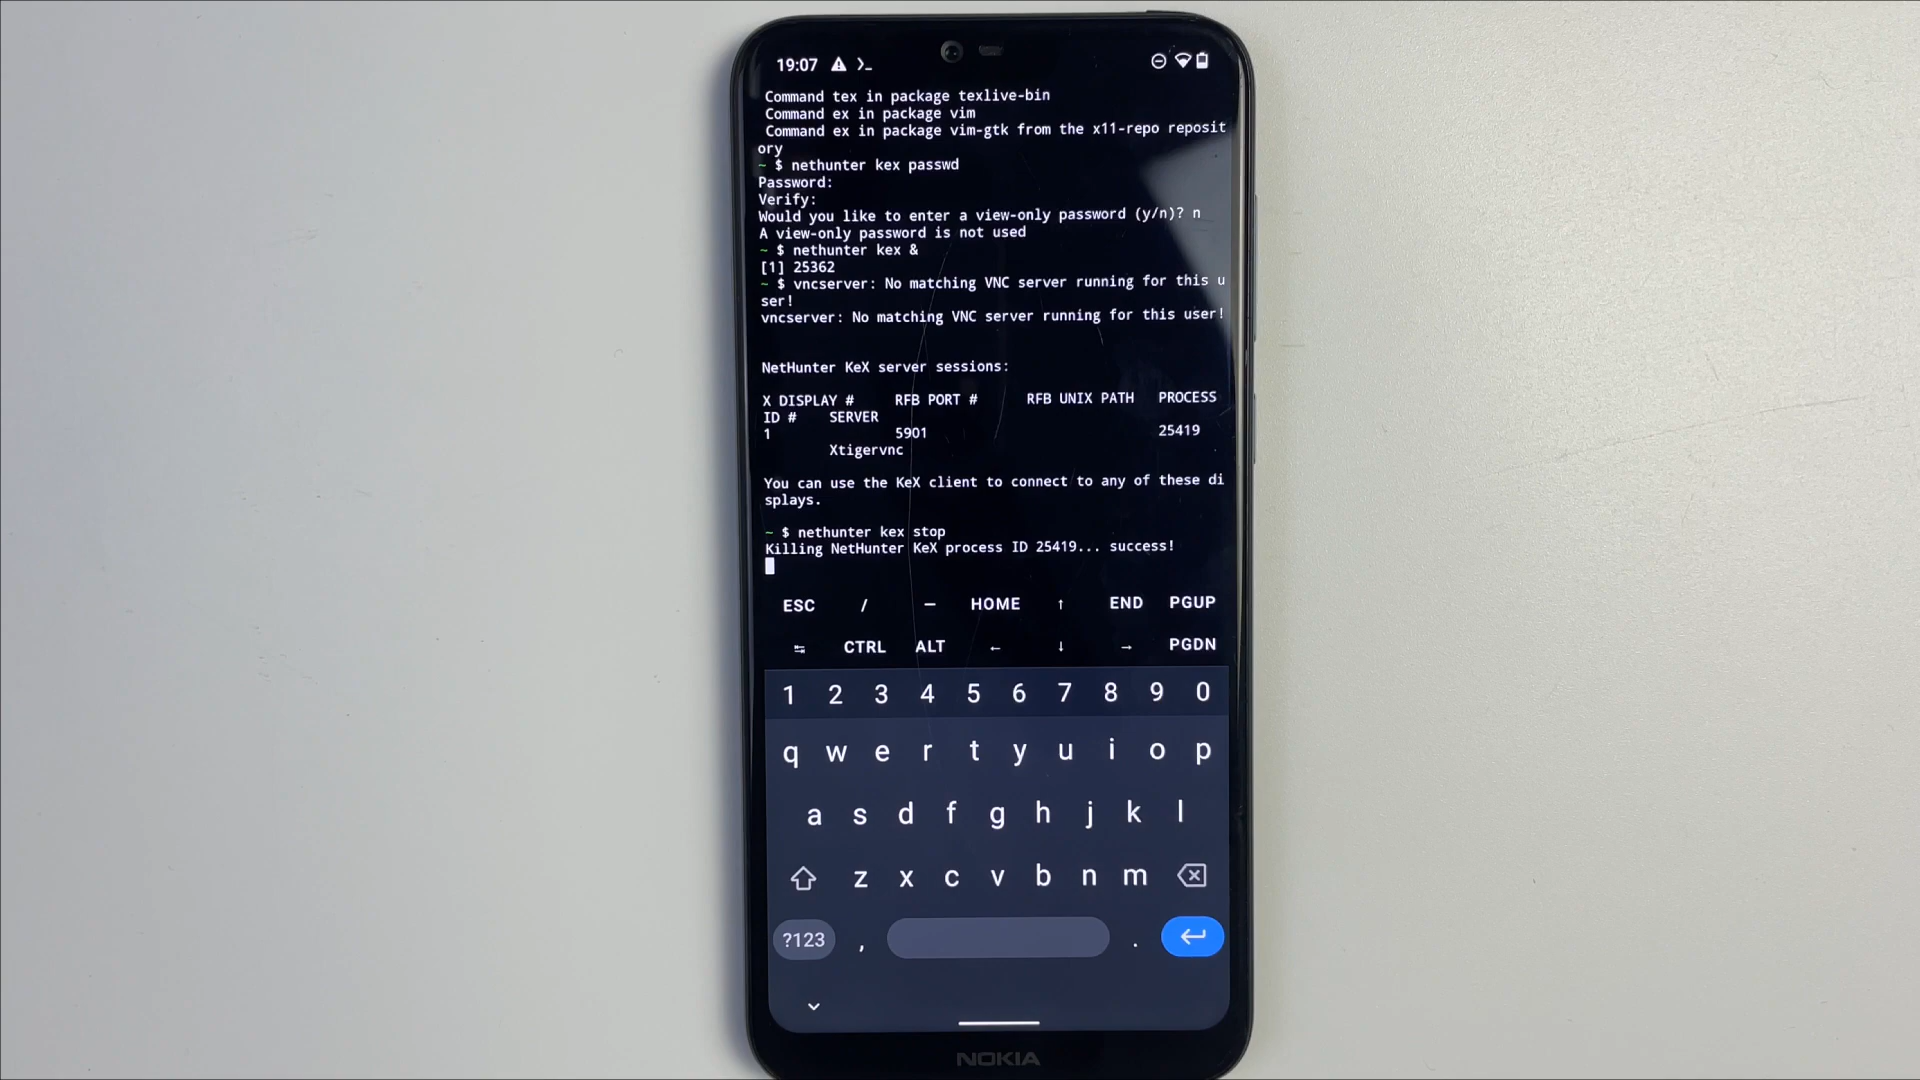 19:07
Command tex in package texlive-bin
Command ex in package vim
Command ex in package vim-gtk from the x11-repo reposit
ory
~ $ nethunter kex passwd
Password:
Verify:
Would you like to enter a view-only password (y/n)? n
A view-only password is not used
~ $ nethunter kex &
[1] 25362
~ $ vncserver: No matching VNC server running for this u
ser!
vncserver: No matching VNC server running for this user!
NetHunter KeX server sessions:
X DISPLAY # RFB PORT # RFB UNIX PATH PROCESS
ID # SERVER
1 5901 25419
Xtigervnc
You can use the KeX client to connect to any of these di
splays.
~ $ nethunter kex stop
Killing NetHunter KeX process ID 25419... success!
ESC / — HOME ↑ END PGUP
↹ CTRL ALT ← ↓ → PGDN
1 2 3 4 5 6 7 8 9 0
q w e r t y u i o p
a s d f g h j k l
z x c v b n m
?123 , .
NOKIA